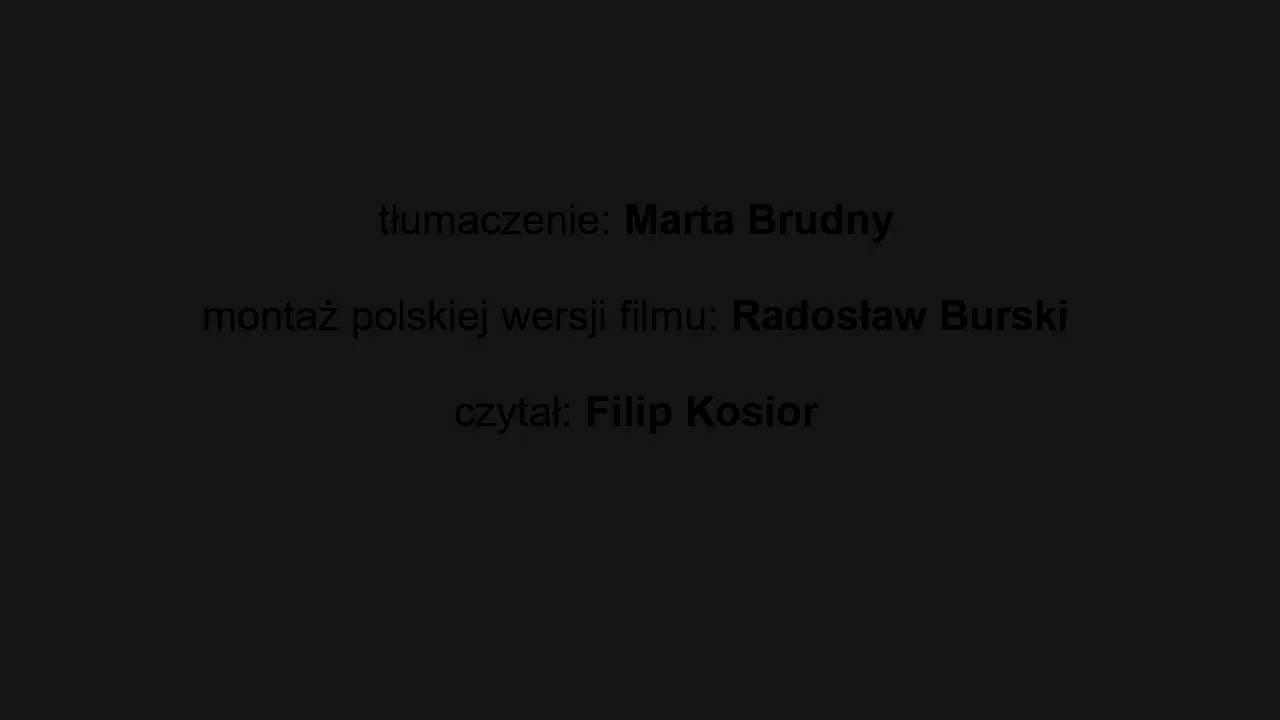 tłumaczenie: Marta Brudny
montaż polskiej wersji filmu: Radosław Burski
czytał: Filip Kosior